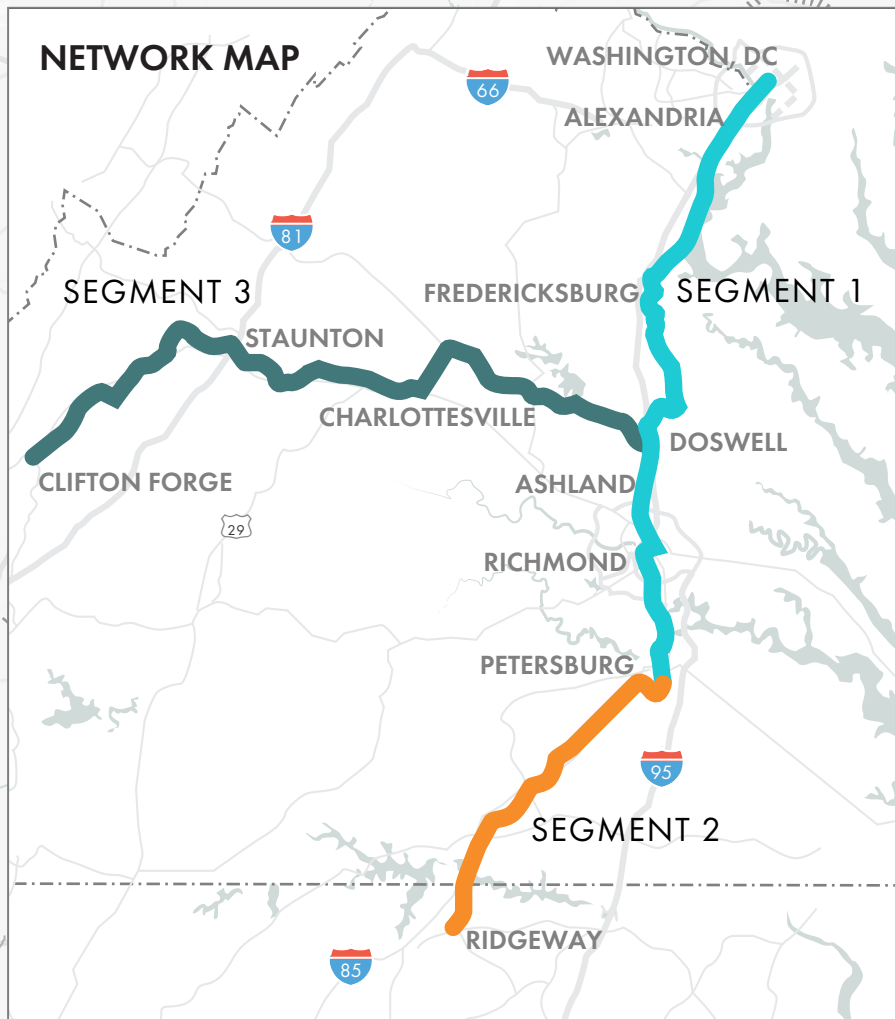 NETWORK MAP
WASHINGTON, DC
66
ALEXANDRIA
81
SEGMENT 3
FREDERICKSBURG
SEGMENT 1
STAUNTON
CHARLOTTESVILLE
DOSWELL
CLIFTON FORGE
ASHLAND
29
RICHMOND
PETERSBURG
95
SEGMENT 2
RIDGEWAY
85